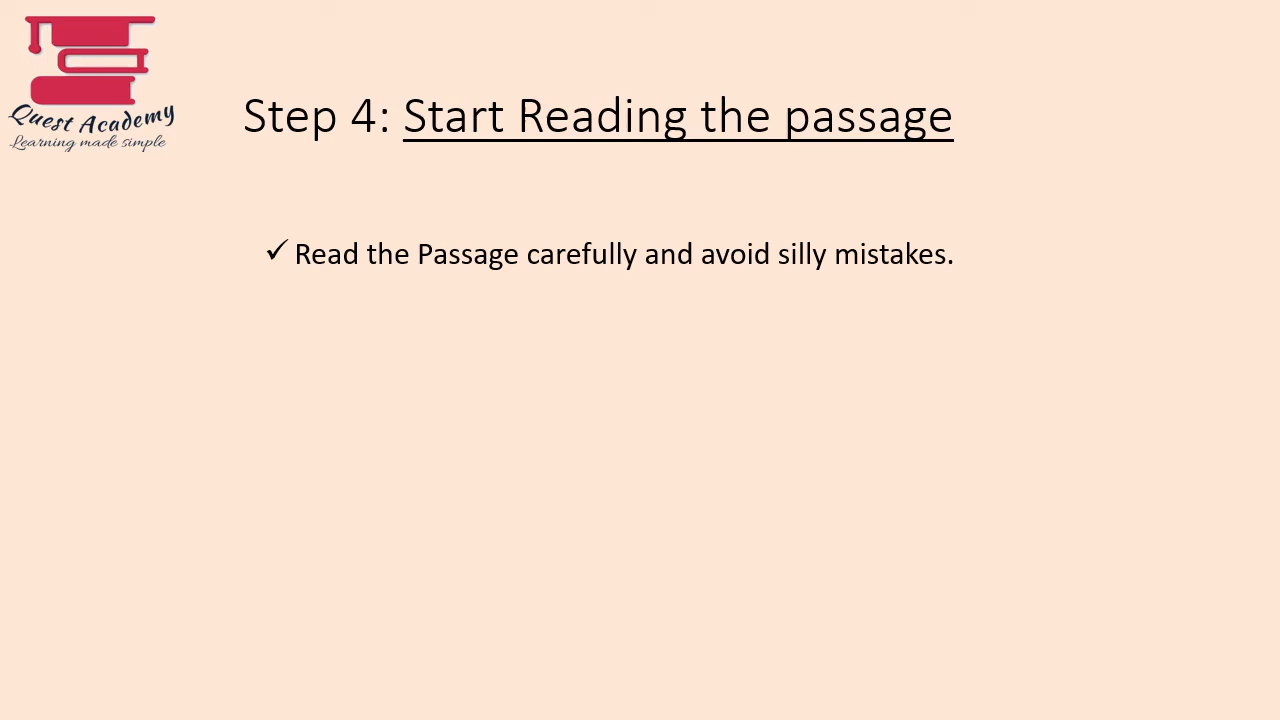 Quest Academy
Learning made simple
Step 4: Start Reading the passage
✓ Read the Passage carefully and avoid silly mistakes.